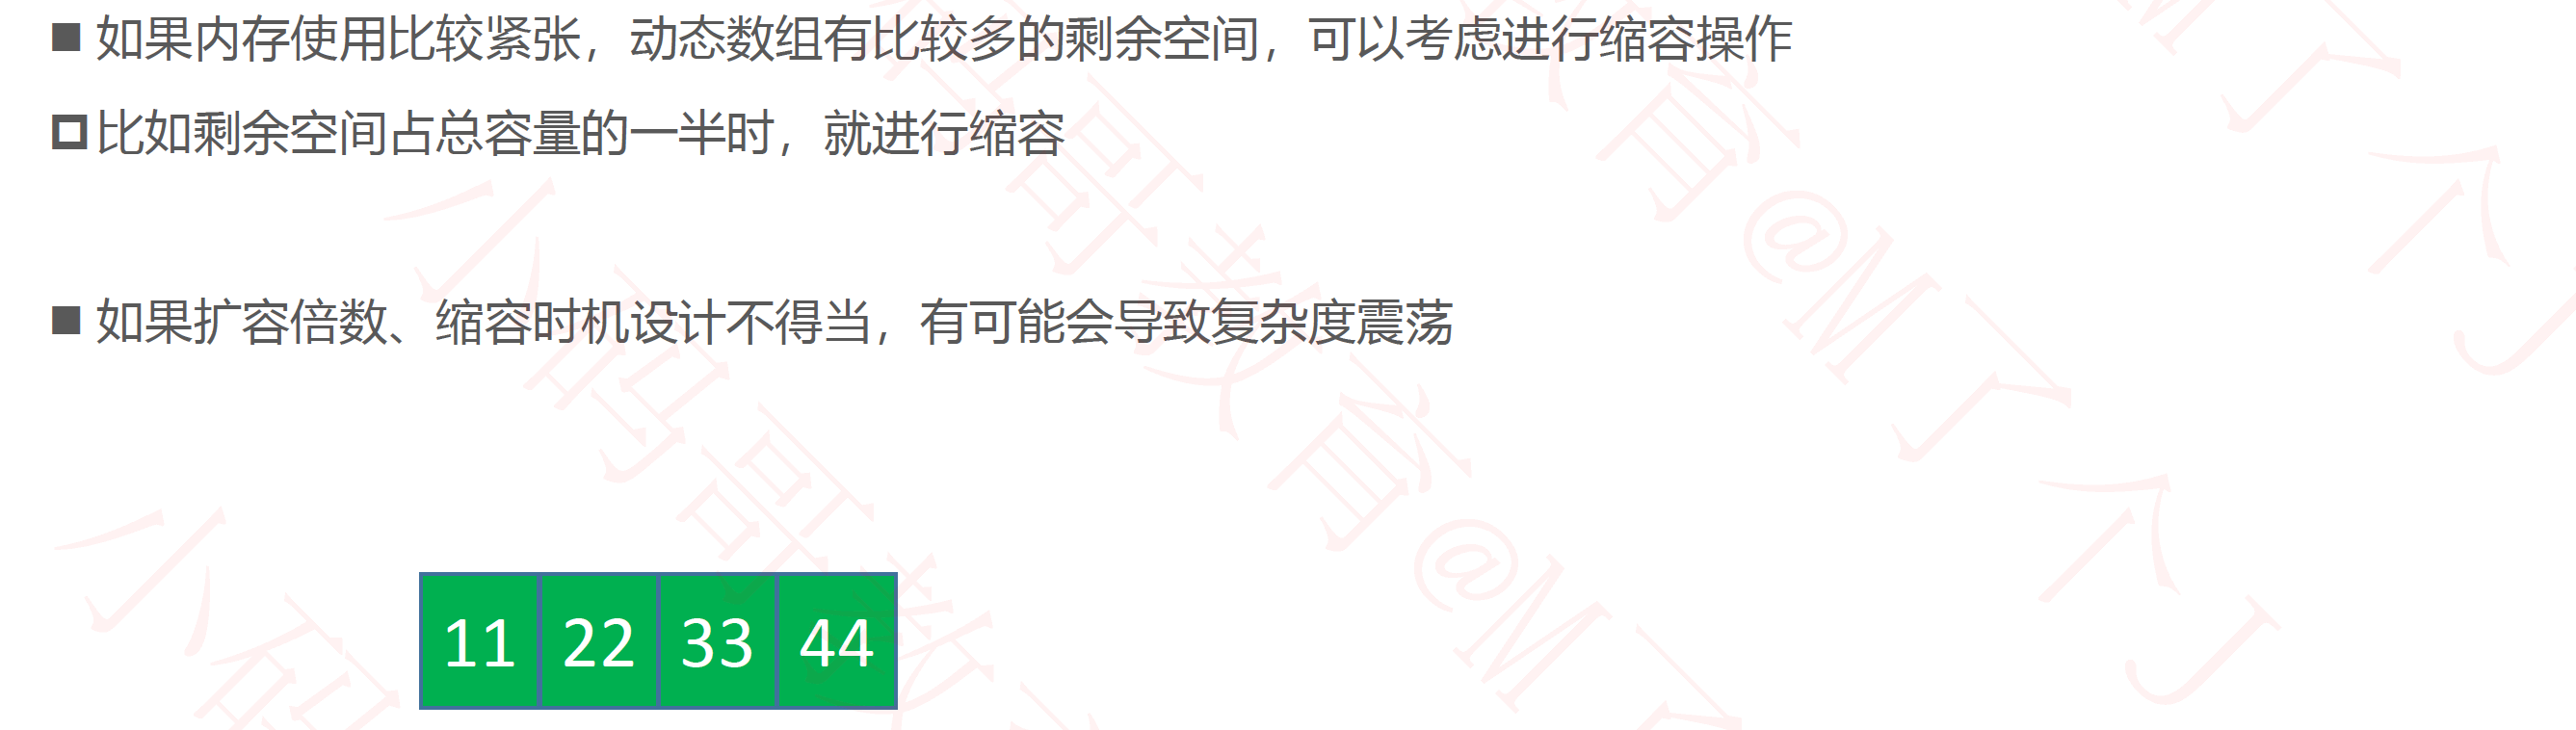 如果内存使用比较紧张，动态数组有比较多的剩余空间，可以考虑进行缩容操作
比如剩余空间占总容量的一半时，就进行缩容
如果扩容倍数、缩容时机设计不得当，有可能会导致复杂度震荡
11 22 33 44
小码哥教育@M了个J